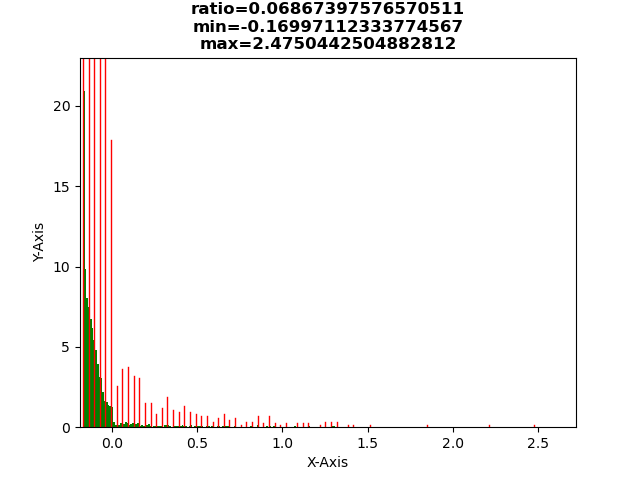 ratio=0.06867397576570511
min=-0.16997112333774567
max=2.4750442504882812
20
15
10
5
0
Y-Axis
0.0 0.5 1.0 1.5 2.0 2.5
X-Axis